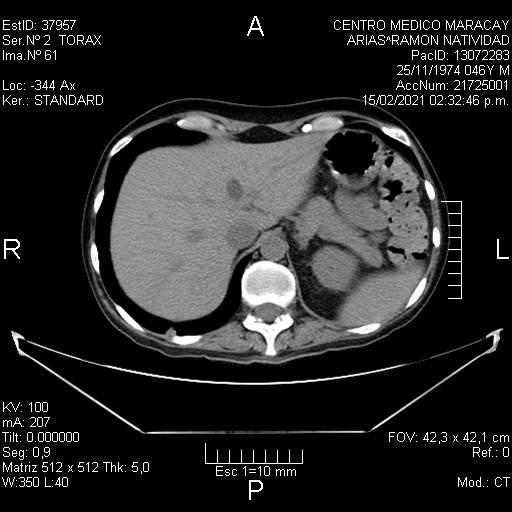 EstID: 37957
Ser.Nº 2 TORAX
Ima.Nº 61
Loc: -344 Ax
Ker.: STANDARD
A
CENTRO MEDICO MARACAY
ARIAS^RAMON NATIVIDAD
PacID: 13072283
25/11/1974 046Y M
AccNum: 21725001
15/02/2021 02:32:46 p.m.
R
L
KV: 100
mA: 207
Tilt: 0.000000
Seg: 0,9
Matriz 512 x 512 Thk: 5,0
W:350 L:40
Esc 1=10 mm
P
FOV: 42,3 x 42,1 cm
Ref.: 0
Mod.: CT